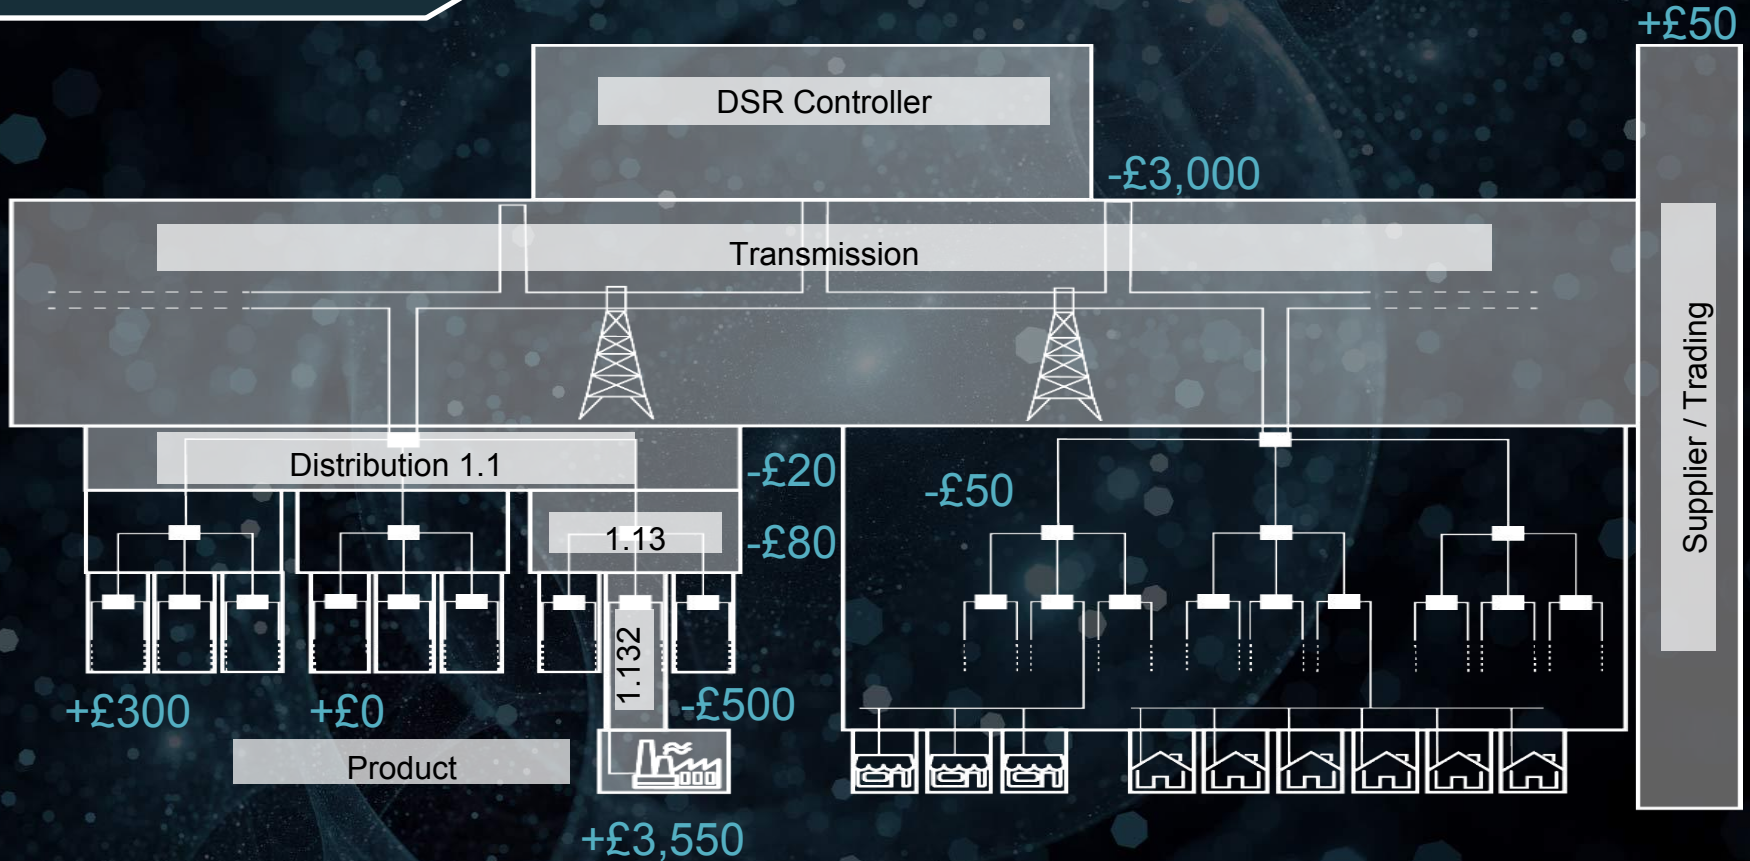 +£50
DSR Controller
-£3,000
Transmission
Supplier / Trading
Distribution 1.1
-£20
-£50
1.13
-£80
1.132
+£300
+£0
-£500
Product
+£3,550